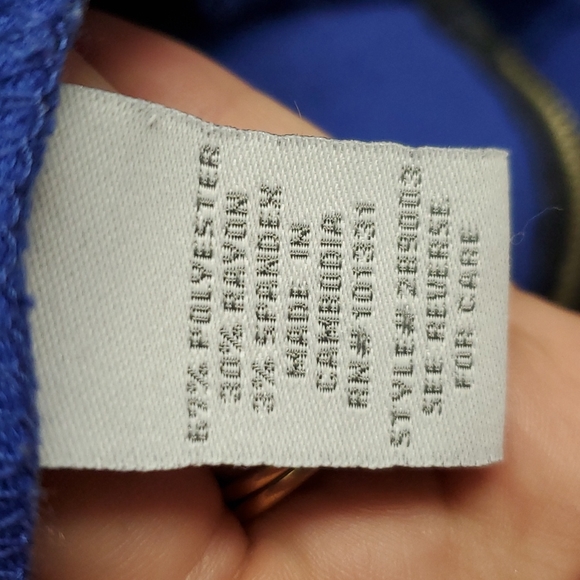 67% POLYESTER
30% RAYON
3% SPANDEX
MADE IN
CAMBODIA
RN# 101331
STYLE# 289003
SEE REVERSE
FOR CARE